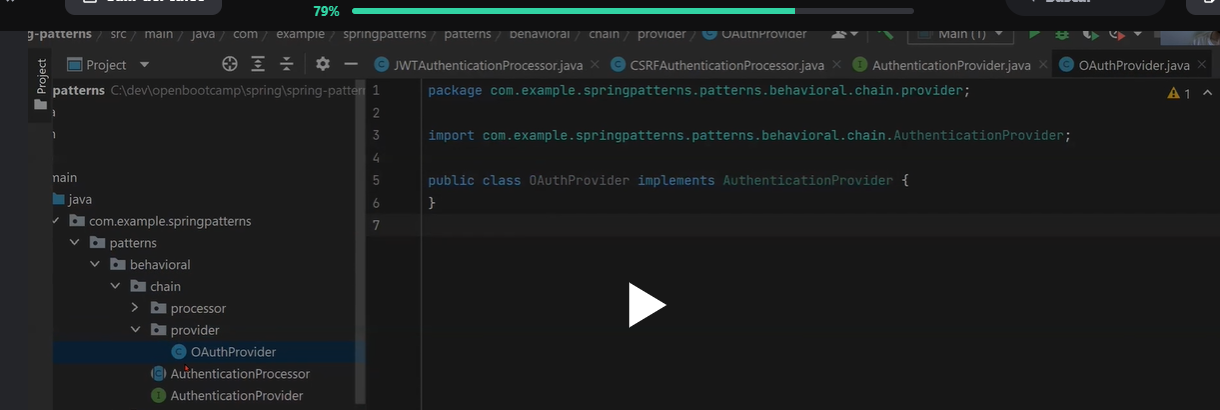 79%
g-patterns / src / main / java / com / example / springpatterns / patterns / behavioral / chain / provider / OAuthProvider Main (1)
Project Project JWTAuthenticationProcessor.java CSRFAuthenticationProcessor.java AuthenticationProvider.java OAuthProvider.java
patterns C:\dev\openbootcamp\spring\spring-patterr
main
java
com.example.springpatterns
patterns
behavioral
chain
processor
provider
OAuthProvider
AuthenticationProcessor
AuthenticationProvider
1 package com.example.springpatterns.patterns.behavioral.chain.provider;
2
3 import com.example.springpatterns.patterns.behavioral.chain.AuthenticationProvider;
4
5 public class OAuthProvider implements AuthenticationProvider {
6 }
7
1